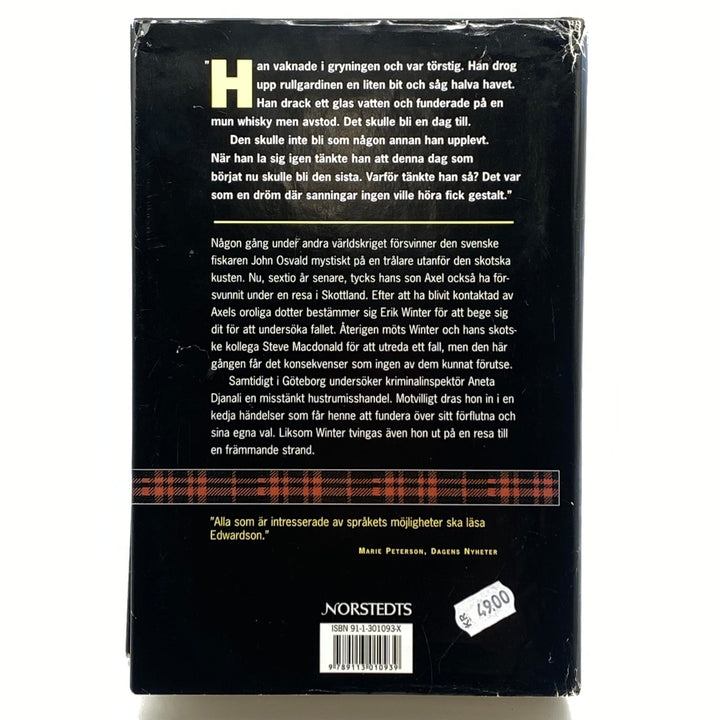 "Han vaknade i gryningen och var törstig. Han drog
upp rullgardinen en liten bit och såg halva havet.
Han drack ett glas vatten och funderade på en
mun whisky men avstod. Det skulle bli en dag till.
Den skulle inte bli som någon annan han upplevt.
När han la sig igen tänkte han att denna dag som
börjat nu skulle bli den sista. Varför tänkte han så? Det var
som en dröm där sanningar ingen ville höra fick gestalt."
Någon gång under andra världskriget försvinner den svenske
fiskaren John Osvald mystiskt på en trålare utanför den skotska
kusten. Nu, sextio år senare, tycks hans son Axel också ha för-
svunnit under en resa i Skottland. Efter att ha blivit kontaktad av
Axels oroliga dotter bestämmer sig Erik Winter för att bege sig
dit för att undersöka fallet. Återigen möts Winter och hans skots-
ke kollega Steve Macdonald för att utreda ett fall, men den här
gången får det konsekvenser som ingen av dem kunnat förutse.
Samtidigt i Göteborg undersöker kriminalinspektör Aneta
Djanali en misstänkt hustrumisshandel. Motvilligt dras hon in i en
kedja händelser som får henne att fundera över sitt förflutna och
sina egna val. Liksom Winter tvingas även hon ut på en resa till
en främmande strand.
"Alla som är intresserade av språkets möjligheter ska läsa
Edwardson."
Marie Peterson, Dagens Nyheter
NORSTEDTS
ISBN 91-1-301093-X
9 789113 010939
KR 49.00